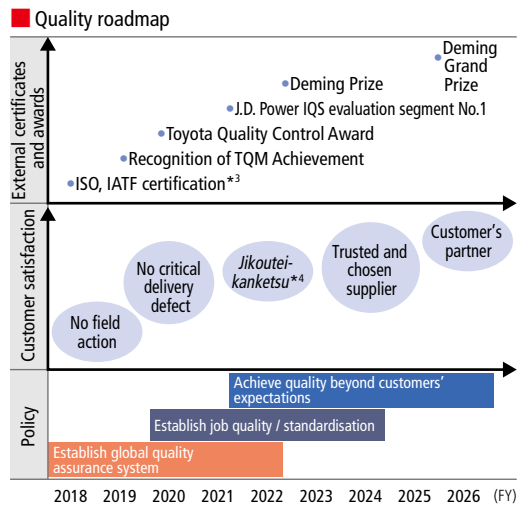 Quality roadmap
External certificates
and awards
Deming
Grand
Prize
Deming Prize
J.D. Power IQS evaluation segment No.1
Toyota Quality Control Award
Recognition of TQM Achievement
ISO, IATF certification*3
Customer satisfaction
No field
action
No critical
delivery
defect
Jikoutei-
kanketsu*4
Trusted and
chosen
supplier
Customer's
partner
Policy
Achieve quality beyond customers'
expectations
Establish job quality / standardisation
Establish global quality
assurance system
2018 2019 2020 2021 2022 2023 2024 2025 2026 (FY)